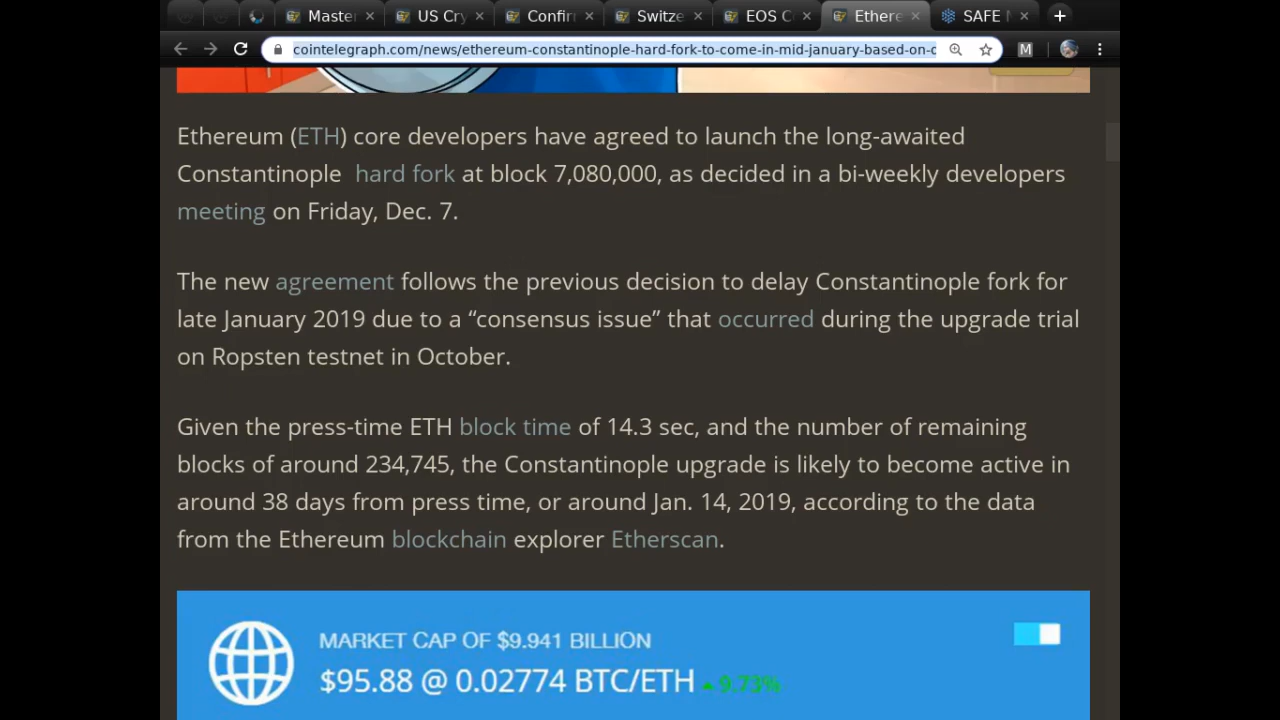 Master
US Cry
Confir
Switze
EOS C
Ethere
SAFE
cointelegraph.com/news/ethereum-constantinople-hard-fork-to-come-in-mid-january-based-on-c
M
Ethereum (ETH) core developers have agreed to launch the long-awaited
Constantinople hard fork at block 7,080,000, as decided in a bi-weekly developers
meeting on Friday, Dec. 7.
The new agreement follows the previous decision to delay Constantinople fork for
late January 2019 due to a “consensus issue” that occurred during the upgrade trial
on Ropsten testnet in October.
Given the press-time ETH block time of 14.3 sec, and the number of remaining
blocks of around 234,745, the Constantinople upgrade is likely to become active in
around 38 days from press time, or around Jan. 14, 2019, according to the data
from the Ethereum blockchain explorer Etherscan.
MARKET CAP OF $9.941 BILLION
$95.88 @ 0.02774 BTC/ETH 9.73%